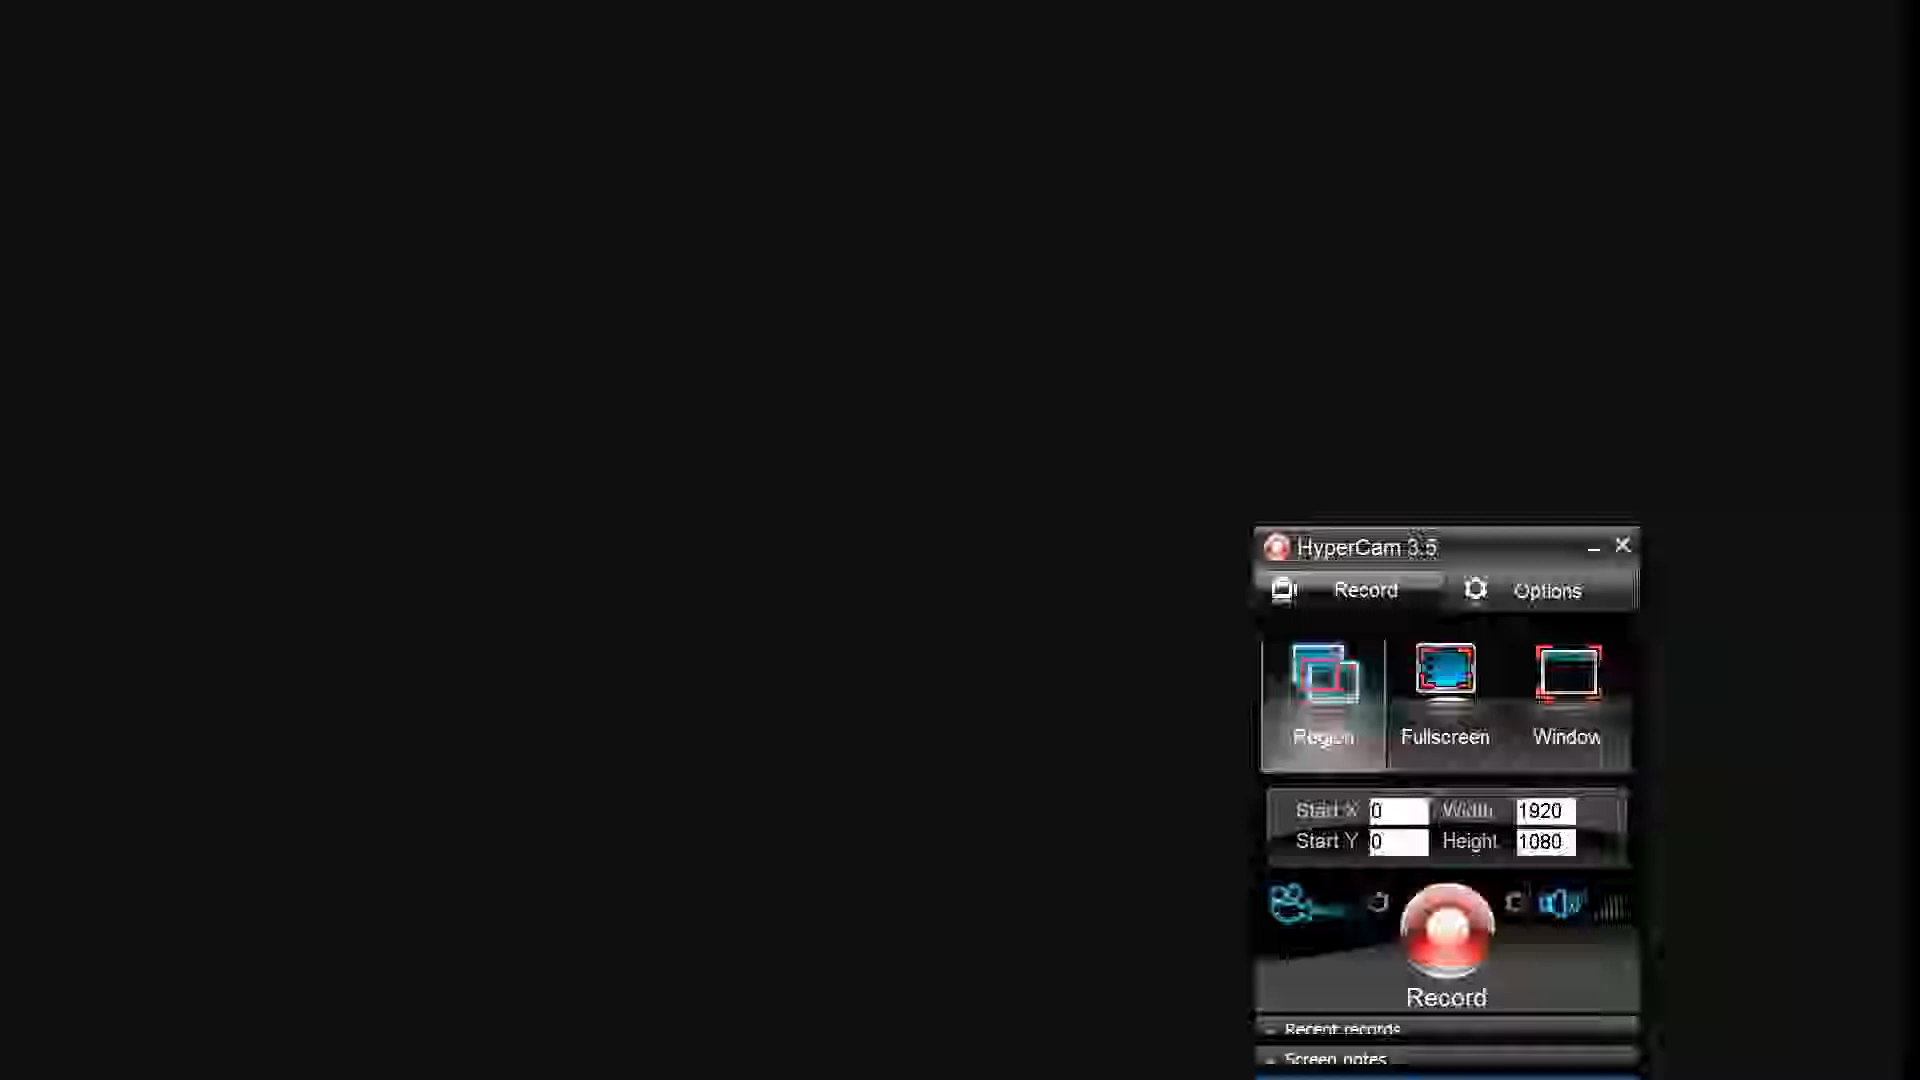 HyperCam 3.5
Record
Options
Region
Fullscreen
Window
Start X 0 Width 1920
Start Y 0 Height 1080
Record
Recent records
Screen notes